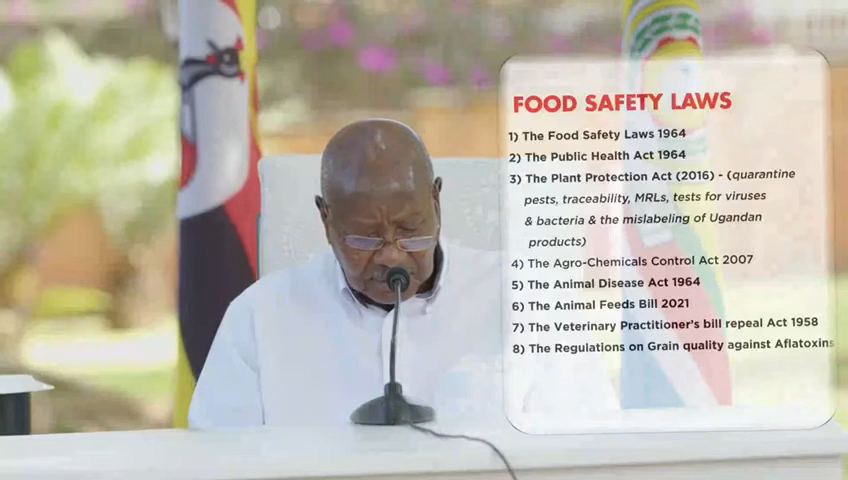 FOOD SAFETY LAWS
1) The Food Safety Laws 1964
2) The Public Health Act 1964
3) The Plant Protection Act (2016) - (quarantine
pests, traceability, MRLs, tests for viruses
& bacteria & the mislabeling of Ugandan
products)
4) The Agro-Chemicals Control Act 2007
5) The Animal Disease Act 1964
6) The Animal Feeds Bill 2021
7) The Veterinary Practitioner's bill repeal Act 1958
8) The Regulations on Grain quality against Aflatoxins